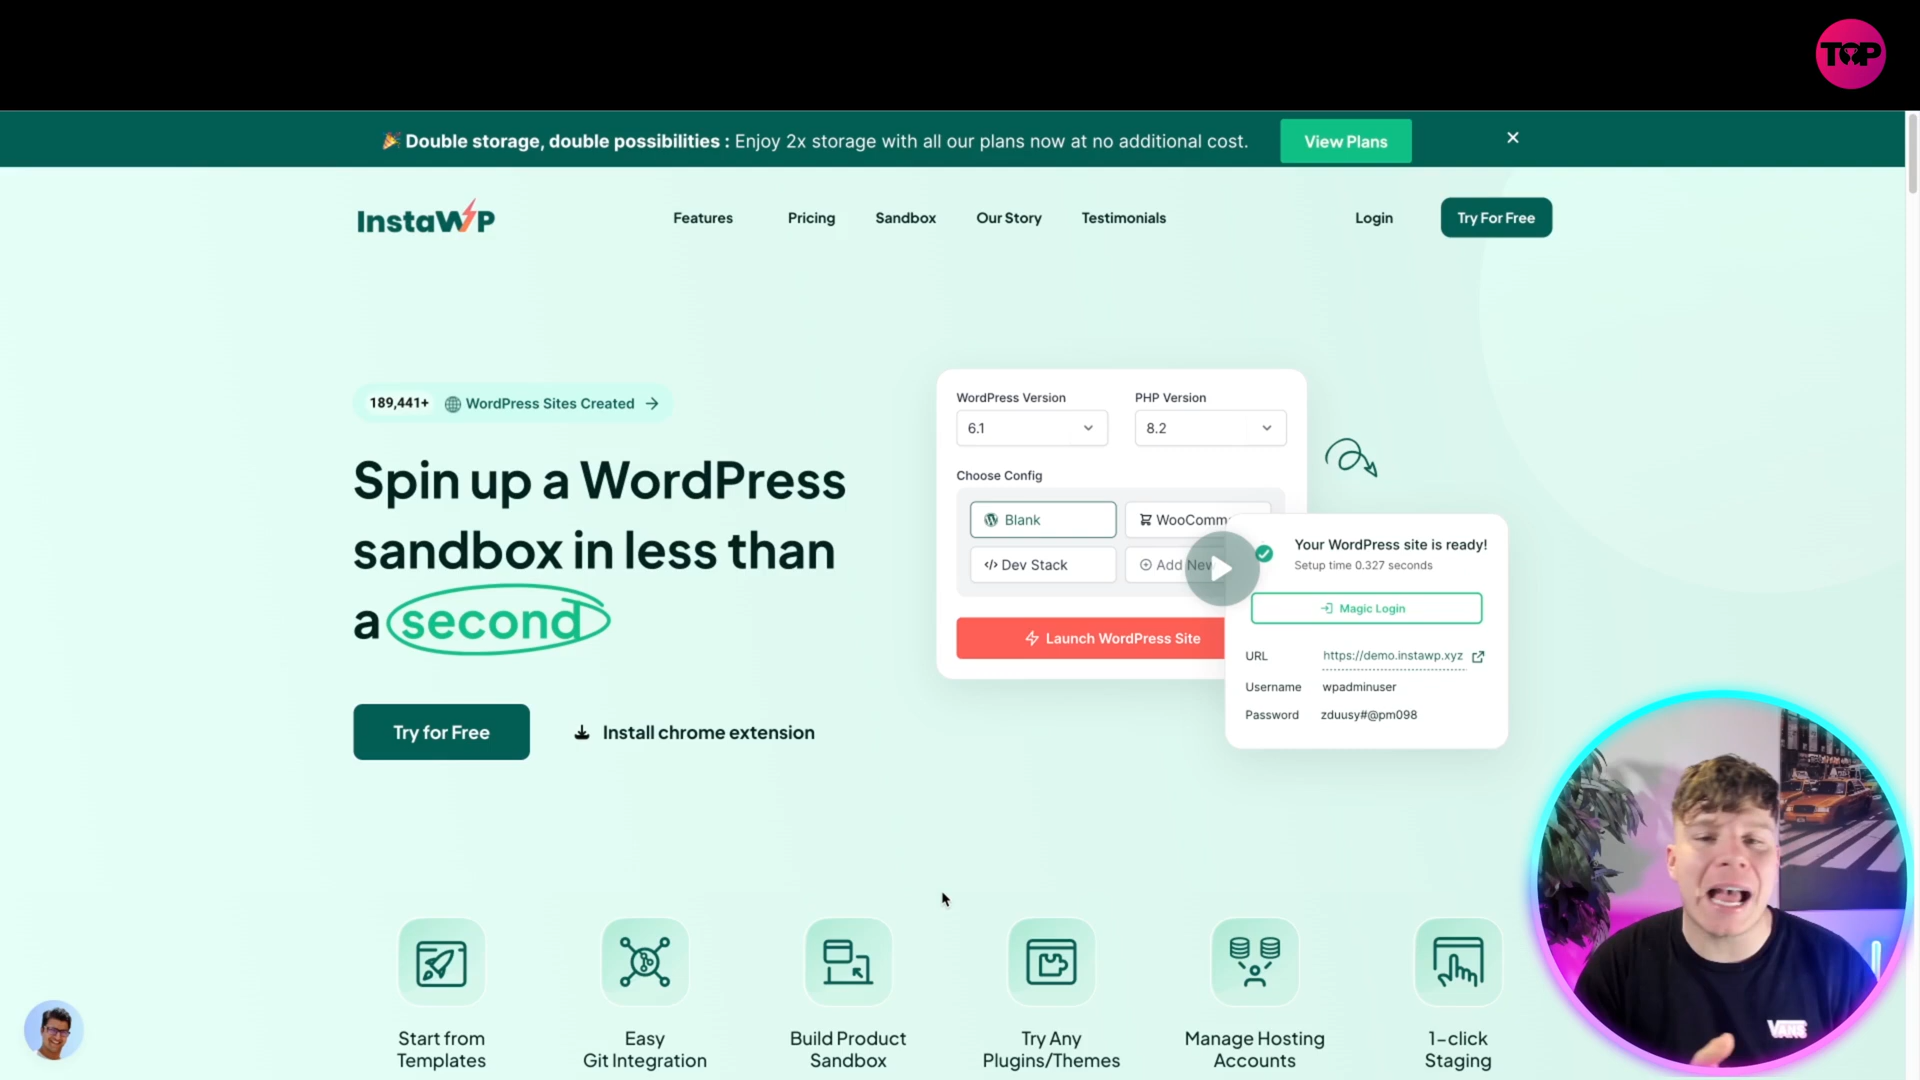 TOP
🎉 Double storage, double possibilities : Enjoy 2x storage with all our plans now at no additional cost.
View Plans
InstaWP
Features
Pricing
Sandbox
Our Story
Testimonials
Login
Try For Free
189,441+ WordPress Sites Created →
Spin up a WordPress
sandbox in less than
a second
Try for Free
Install chrome extension
WordPress Version
PHP Version
6.1
8.2
Choose Config
Blank
WooComm
</> Dev Stack
Add New
Launch WordPress Site
Your WordPress site is ready!
Setup time 0.327 seconds
Magic Login
URL https://demo.instawp.xyz
Username wpadminuser
Password zduusy#@pm098
Start from
Templates
Easy
Git Integration
Build Product
Sandbox
Try Any
Plugins/Themes
Manage Hosting
Accounts
1-click
Staging
VANS